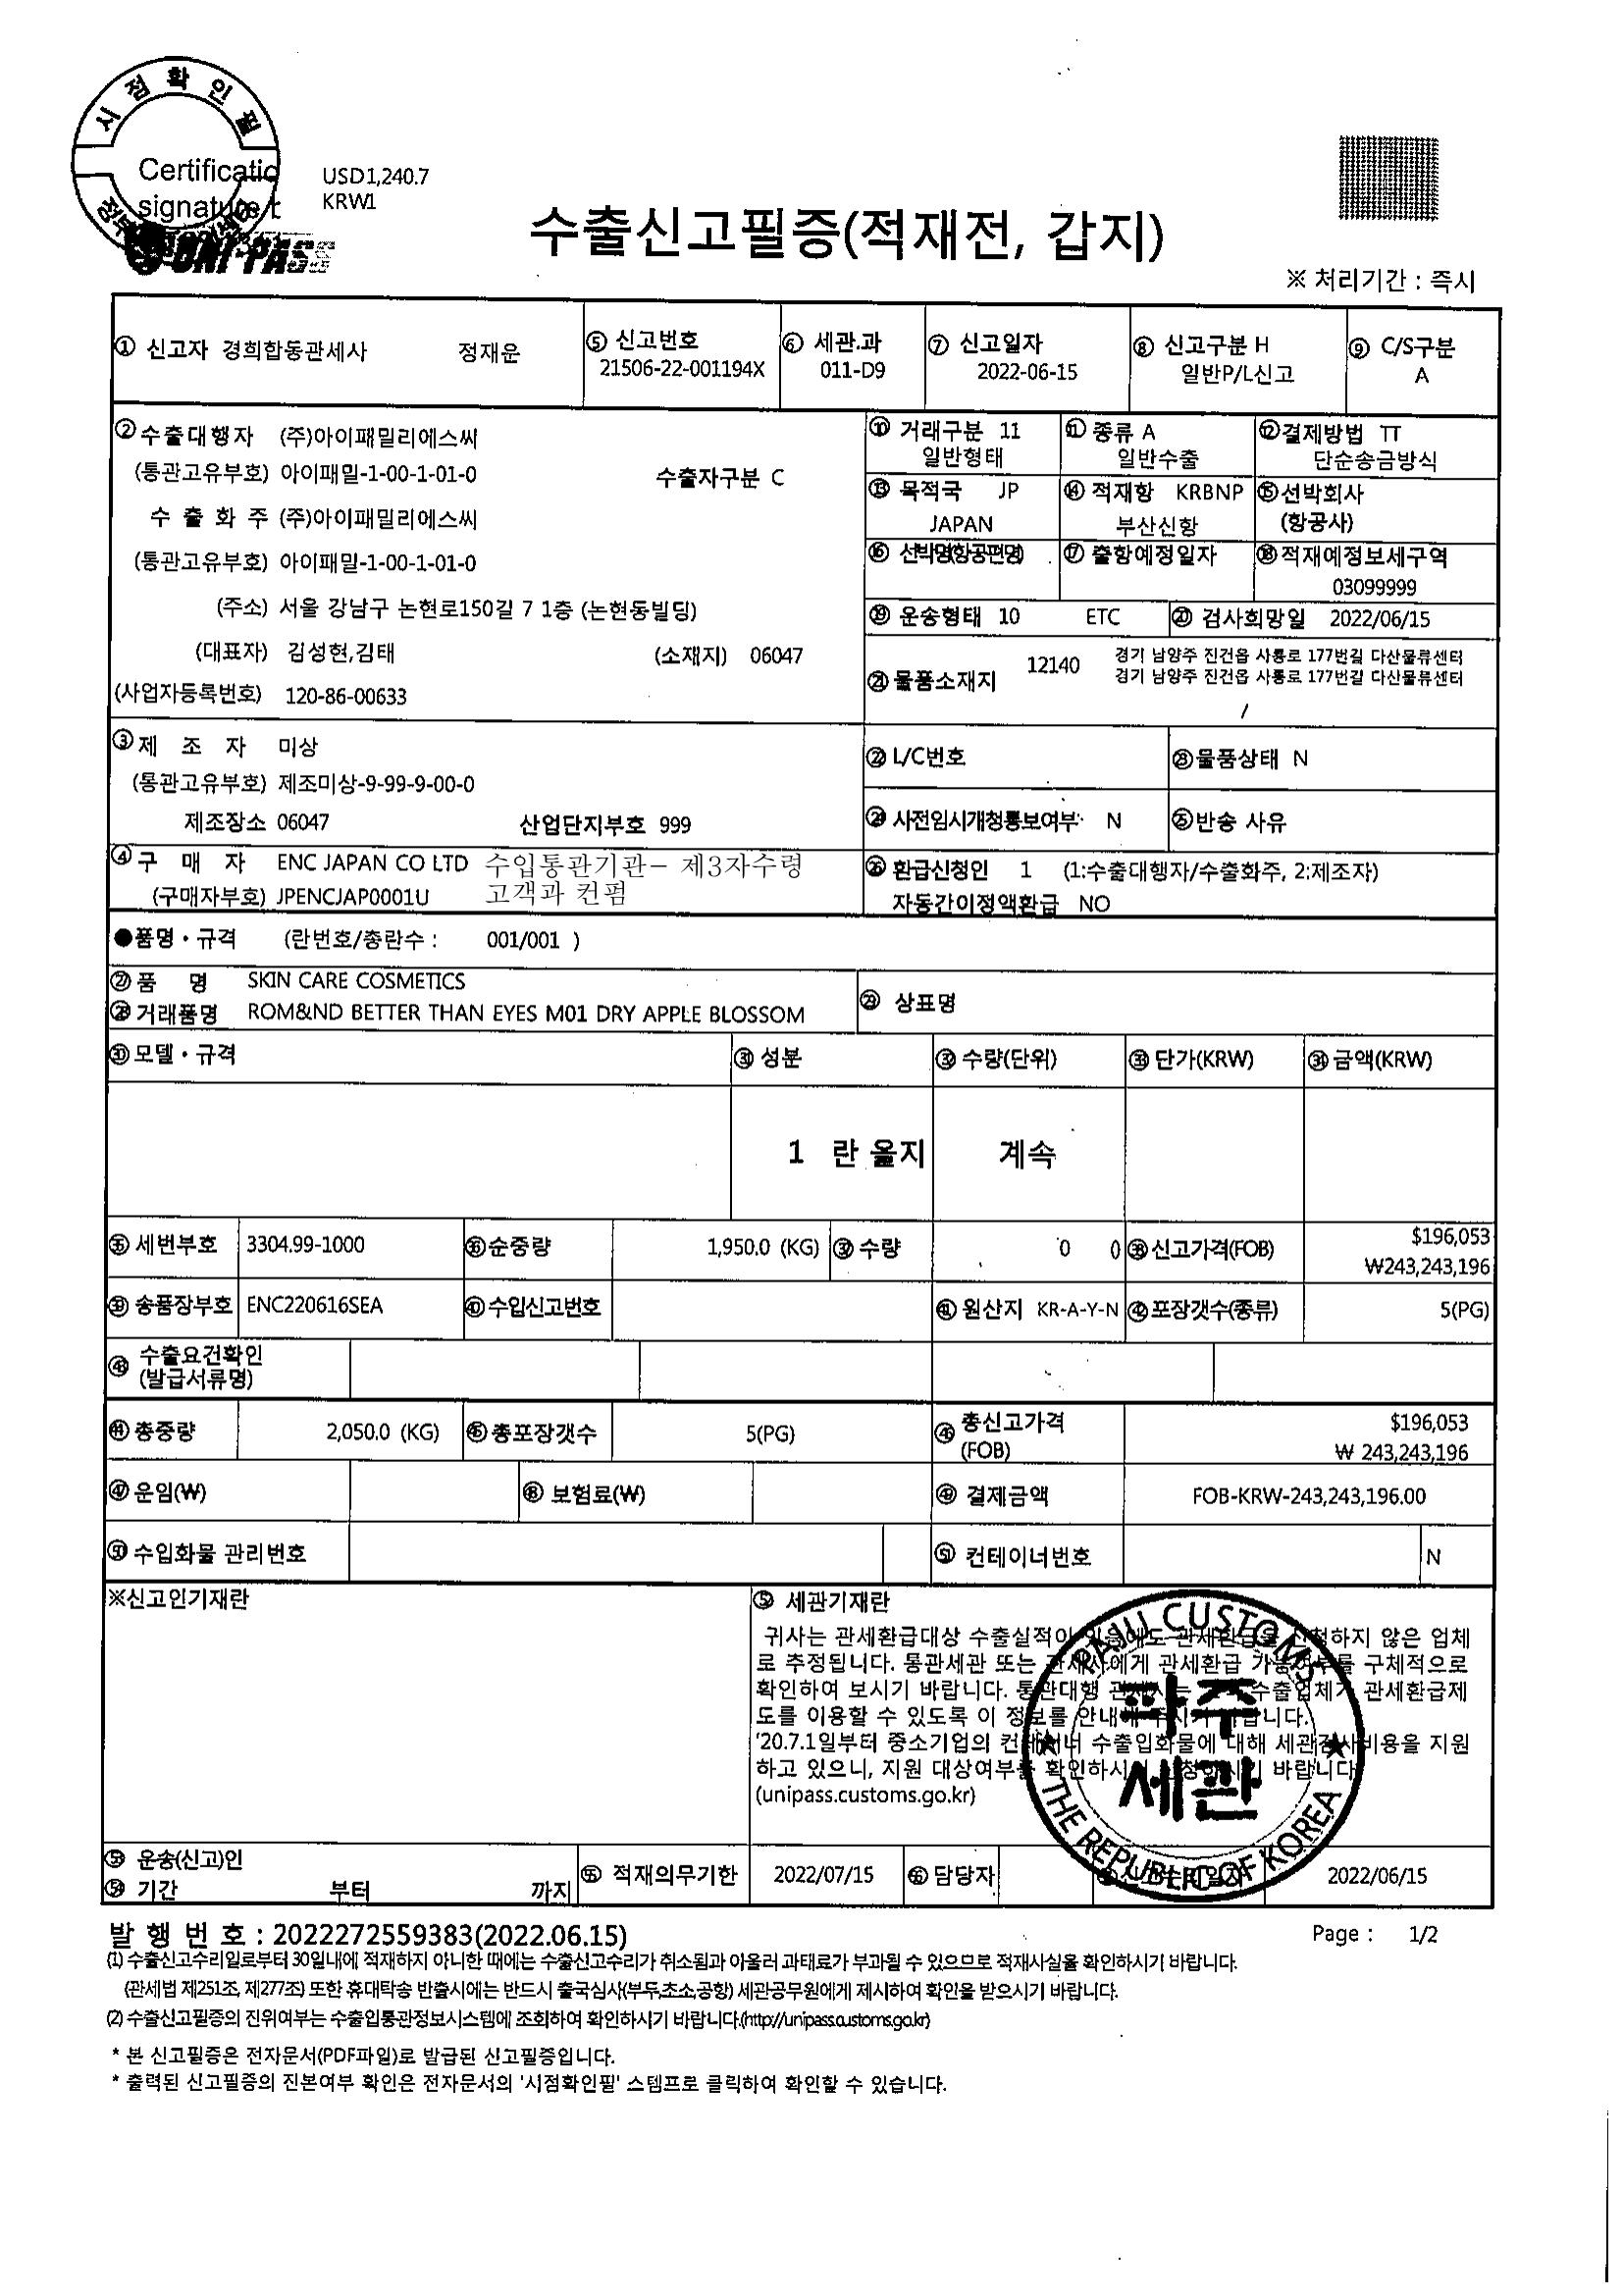 시점확인필
Certificatio
signature t
UNI-PASS
USD1,240.7
KRW1
수출신고필증(적재전, 갑지)
※ 처리기간 : 즉시
① 신고자 경희합동관세사 정재운
⑤ 신고번호
21506-22-001194X
⑥ 세관.과
011-D9
⑦ 신고일자
2022-06-15
⑧ 신고구분 H
일반P/L신고
⑨ C/S구분
A
② 수출대행자 (주)아이패밀리에스씨
(통관고유부호) 아이패밀-1-00-1-01-0
수출자구분 C
수 출 화 주 (주)아이패밀리에스씨
(통관고유부호) 아이패밀-1-00-1-01-0
(주소) 서울 강남구 논현로150길 7 1층 (논현동빌딩)
(대표자) 김성현,김태 (소재지) 06047
(사업자등록번호) 120-86-00633
⑩ 거래구분 11
일반형태
⑪ 종류 A
일반수출
⑫ 결제방법 TT
단순송금방식
⑬ 목적국 JP
JAPAN
⑭ 적재항 KRBNP
부산신항
⑮ 선박회사
(항공사)
⑯ 선박명(항공편명)
⑰ 출항예정일자
⑱ 적재예정보세구역
03099999
⑲ 운송형태 10 ETC
⑳ 검사희망일 2022/06/15
㉑ 물품소재지 12140
경기 남양주 진건읍 사릉로 177번길 다산물류센터
경기 남양주 진건읍 사릉로 177번길 다산물류센터
/
③ 제 조 자 미상
(통관고유부호) 제조미상-9-99-9-00-0
제조장소 06047 산업단지부호 999
㉒ L/C번호
㉓ 물품상태 N
㉔ 사전임시개청통보여부 N
㉕ 반송 사유
④ 구 매 자 ENC JAPAN CO LTD 수입통관기관- 제3자수령
(구매자부호) JPENCJAP0001U 고객과 컨펌
㉖ 환급신청인 1 (1:수출대행자/수출화주, 2:제조자)
자동간이정액환급 NO
●품명・규격 (란번호/총란수 : 001/001 )
㉗ 품 명 SKIN CARE COSMETICS
㉘ 거래품명 ROM&ND BETTER THAN EYES M01 DRY APPLE BLOSSOM
㉙ 상표명
㉚ 모델・규격
㉛ 성분
㉜ 수량(단위)
㉝ 단가(KRW)
㉞ 금액(KRW)
1 란 을지 계속
㉟ 세번부호 3304.99-1000
㊱ 순중량 1,950.0 (KG)
㊲ 수량 0 0
㊳ 신고가격(FOB) $196,053
₩243,243,196
㊴ 송품장부호 ENC220616SEA
㊵ 수입신고번호
㊶ 원산지 KR-A-Y-N
㊷ 포장갯수(종류) 5(PG)
㊸ 수출요건확인
(발급서류명)
㊹ 총중량 2,050.0 (KG)
㊺ 총포장갯수 5(PG)
㊻ 총신고가격
(FOB)
$196,053
₩ 243,243,196
㊼ 운임(₩)
㊽ 보험료(₩)
㊾ 결제금액 FOB-KRW-243,243,196.00
㊿ 수입화물 관리번호
51 컨테이너번호 N
※신고인기재란
52 세관기재란
귀사는 관세환급대상 수출실적이 있음에도 관세환급을 신청하지 않은 업체
로 추정됩니다. 통관세관 또는 관세사에게 관세환급 가능여부를 구체적으로
확인하여 보시기 바랍니다. 통관대행 관세사는 수출업체가 관세환급제
도를 이용할 수 있도록 이 정보를 안내해 주시기 바랍니다.
'20.7.1일부터 중소기업의 컨테이너 수출입화물에 대해 세관검사비용을 지원
하고 있으니, 지원 대상여부를 확인하시어 신청하시기 바랍니다
(unipass.customs.go.kr)
PAJU CUSTOMS
파주
세관
THE REPUBLIC OF KOREA
53 운송(신고)인
54 기간 부터 까지
55 적재의무기한 2022/07/15
56 담당자
신고수리일자 2022/06/15
발 행 번 호 : 2022272559383(2022.06.15)
Page : 1/2
(1) 수출신고수리일로부터 30일내에 적재하지 아니한 때에는 수출신고수리가 취소됨과 아울러 과태료가 부과될 수 있으므로 적재사실을 확인하시기 바랍니다.
(관세법 제251조, 제277조) 또한 휴대탁송 반출시에는 반드시 출국심사(부두,초소,공항) 세관공무원에게 제시하여 확인을 받으시기 바랍니다.
(2) 수출신고필증의 진위여부는 수출입통관정보시스템에 조회하여 확인하시기 바랍니다.(http://unipass.customs.go.kr)
* 본 신고필증은 전자문서(PDF파일)로 발급된 신고필증입니다.
* 출력된 신고필증의 진본여부 확인은 전자문서의 '시점확인필' 스템프로 클릭하여 확인할 수 있습니다.